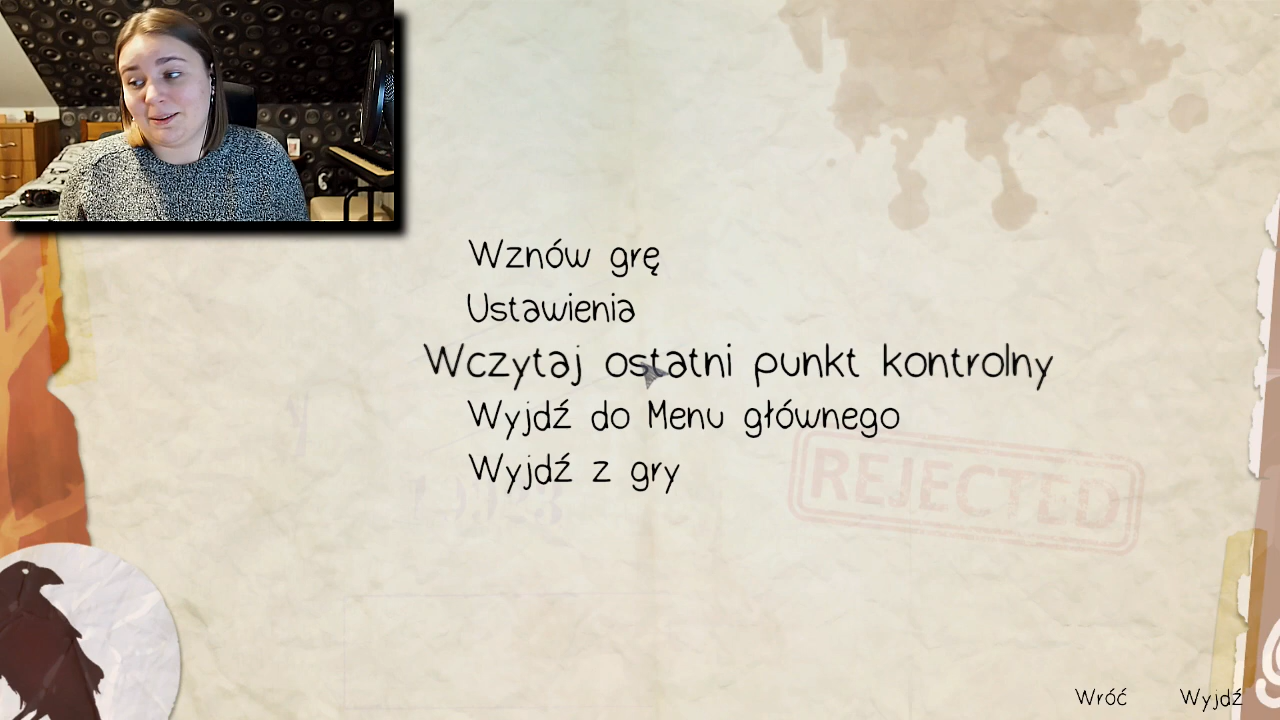 Wznów grę
Ustawienia
Wczytaj ostatni punkt kontrolny
Wyjdź do Menu głównego
Wyjdź z gry
REJECTED
Wróć
Wyjdź